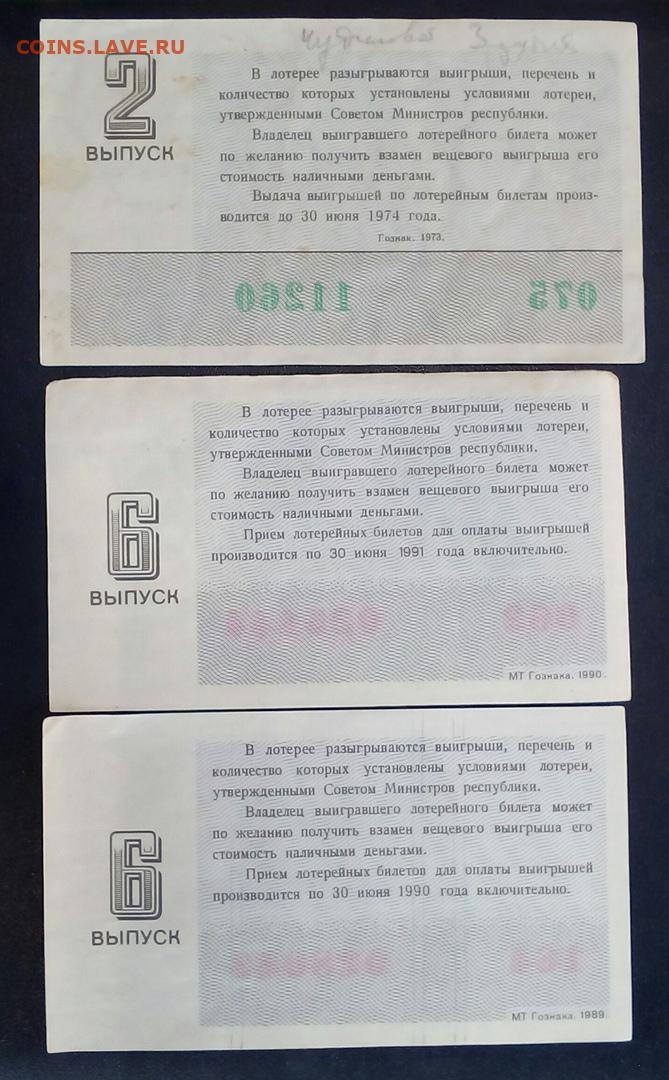 COINS.LAVE.RU
2
ВЫПУСК
В лотерее разыгрываются выигрыши, перечень и
количество которых установлены условиями лотереи,
утвержденными Советом Министров республики.
Владелец выигравшего лотерейного билета может
по желанию получить взамен вещевого выигрыша его
стоимость наличными деньгами.
Выдача выигрышей по лотерейным билетам произ-
водится до 30 июня 1974 года.
Гознак. 1973.
11260 075
6
ВЫПУСК
В лотерее разыгрываются выигрыши, перечень и
количество которых установлены условиями лотереи,
утвержденными Советом Министров республики.
Владелец выигравшего лотерейного билета может
по желанию получить взамен вещевого выигрыша его
стоимость наличными деньгами.
Прием лотерейных билетов для оплаты выигрышей
производится по 30 июня 1991 года включительно.
МТ Гознака. 1990.
6
ВЫПУСК
В лотерее разыгрываются выигрыши, перечень и
количество которых установлены условиями лотереи,
утвержденными Советом Министров республики.
Владелец выигравшего лотерейного билета может
по желанию получить взамен вещевого выигрыша его
стоимость наличными деньгами.
Прием лотерейных билетов для оплаты выигрышей
производится по 30 июня 1990 года включительно.
МТ Гознака. 1989.